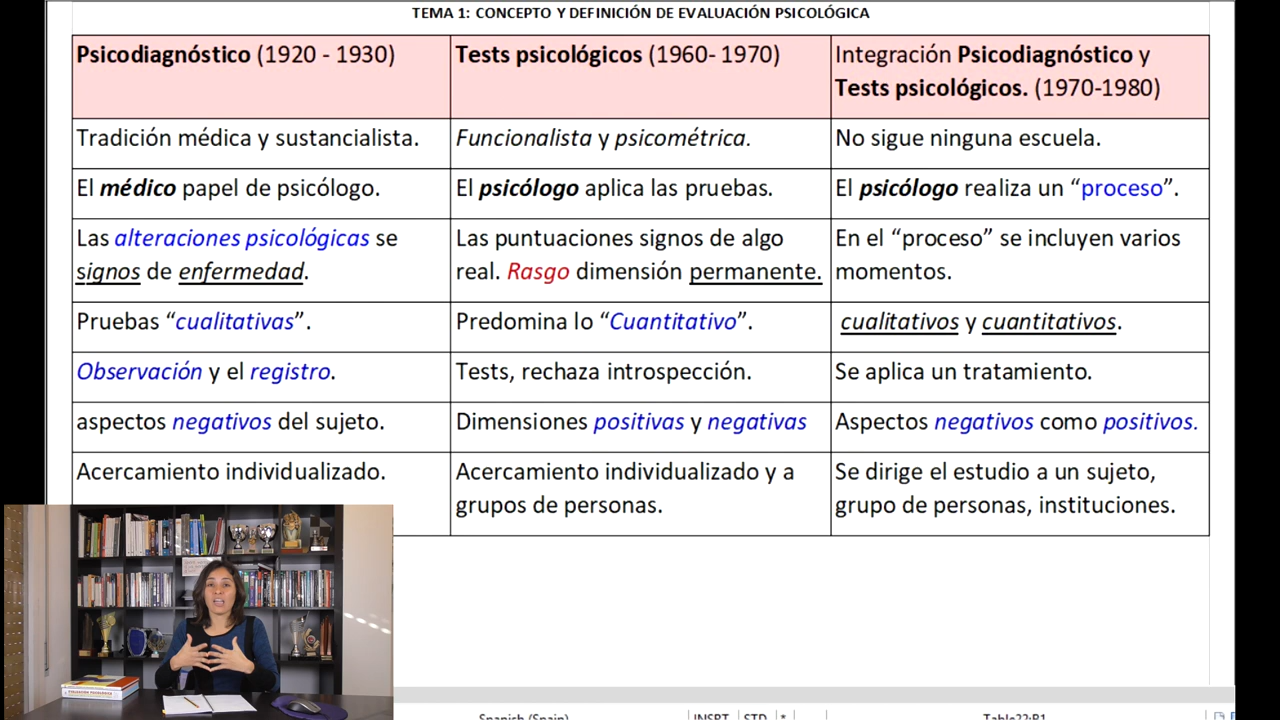 TEMA 1: CONCEPTO Y DEFINICIÓN DE EVALUACIÓN PSICOLÓGICA
Psicodiagnóstico (1920 - 1930)
Tests psicológicos (1960- 1970)
Integración Psicodiagnóstico y
Tests psicológicos. (1970-1980)
Tradición médica y sustancialista.
Funcionalista y psicométrica.
No sigue ninguna escuela.
El médico papel de psicólogo.
El psicólogo aplica las pruebas.
El psicólogo realiza un “proceso”.
Las alteraciones psicológicas se
signos de enfermedad.
Las puntuaciones signos de algo
real. Rasgo dimensión permanente.
En el “proceso” se incluyen varios
momentos.
Pruebas “cualitativas”.
Predomina lo “Cuantitativo”.
cualitativos y cuantitativos.
Observación y el registro.
Tests, rechaza introspección.
Se aplica un tratamiento.
aspectos negativos del sujeto.
Dimensiones positivas y negativas
Aspectos negativos como positivos.
Acercamiento individualizado.
Acercamiento individualizado y a
grupos de personas.
Se dirige el estudio a un sujeto,
grupo de personas, instituciones.
Spanish (Spain)
INSRT
STD
*
Table22:B1